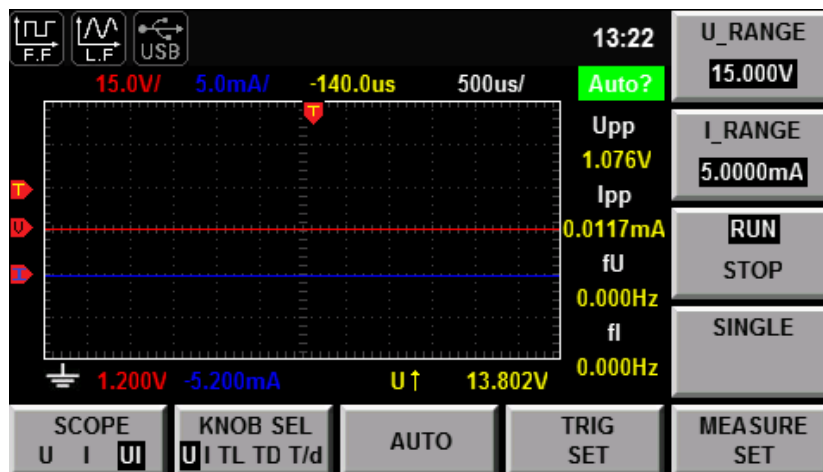 F.F L.F USB 13:22 U_RANGE
15.000V
15.0V/ 5.0mA/ -140.0us 500us/ Auto?
T
Upp
1.076V
I_RANGE
5.0000mA
T
Ipp
0.0117mA
U
RUN
STOP
fU
0.000Hz
I
fI
0.000Hz
SINGLE
1.200V -5.200mA U↑ 13.802V
SCOPE
U I UI
KNOB SEL
U I TL TD T/d
AUTO
TRIG
SET
MEASURE
SET